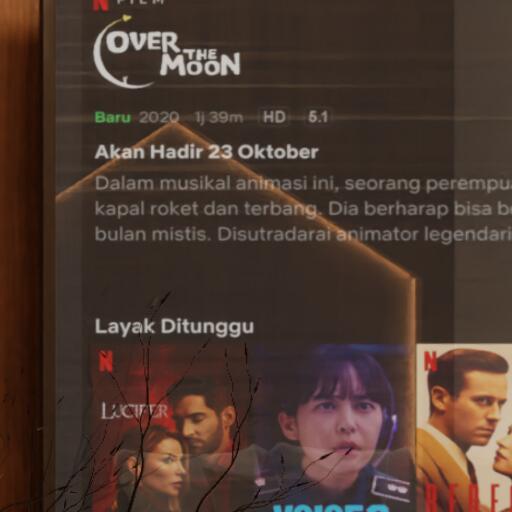 N FILM
OVER
THE
MOON
Baru 2020 1j 39m HD 5.1
Akan Hadir 23 Oktober
Dalam musikal animasi ini, seorang perempu
kapal roket dan terbang. Dia berharap bisa b
bulan mistis. Disutradarai animator legendari
Layak Ditunggu
N
LUCIFER
N
VOICES